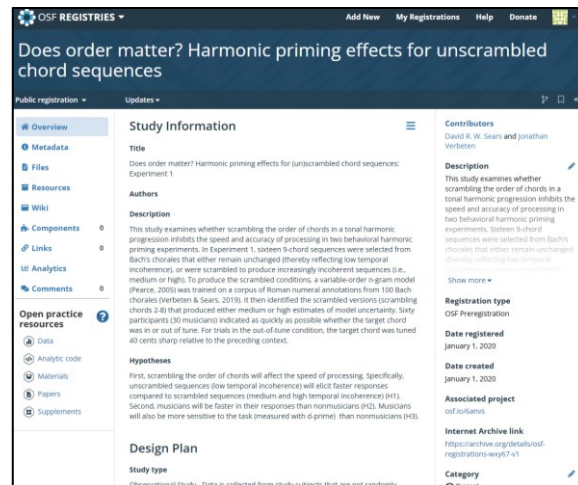 OSF REGISTRIES
Add New My Registrations Help Donate
Does order matter? Harmonic priming effects for unscrambled
chord sequences
Public registration
Updates
Overview
Metadata
Files
Resources
Wiki
Components 0
Links 0
Analytics
Comments 0
Open practice
resources
Data
Analytic code
Materials
Papers
Supplements
Study Information
Title
Does order matter? Harmonic priming effects for (un)scrambled chord sequences:
Experiment 1
Authors
Description
This study examines whether scrambling the order of chords in a tonal harmonic
progression inhibits the speed and accuracy of processing in two behavioral harmonic
priming experiments. In Experiment 1, sixteen 9-chord sequences were selected from
Bach's chorales that either remain unchanged (thereby reflecting low temporal
incoherence), or were scrambled to produce increasingly incoherent sequences (i.e.,
medium or high). To produce the scrambled conditions, a variable-order n-gram model
(Pearce, 2005) was trained on a corpus of Roman numeral annotations from 100 Bach
chorales (Verbeten & Sears, 2019). It then identified the scrambled versions (scrambling
chords 2-8) that produced either medium or high estimates of model uncertainty. Sixty
participants (30 musicians) indicated as quickly as possible whether the target chord
was in or out of tune. For trials in the out-of-tune condition, the target chord was tuned
40 cents sharp relative to the preceding context.
Hypotheses
First, scrambling the order of chords will affect the speed of processing. Specifically,
unscrambled sequences (low temporal incoherence) will elicit faster responses
compared to scrambled sequences (medium and high temporal incoherence) (H1).
Second, musicians will be faster in their responses than nonmusicians (H2). Musicians
will also be more sensitive to the task (measured with d-prime) than nonmusicians (H3).
Design Plan
Study type
Observational Study - Data is collected from study subjects that are not randomly
Contributors
David R. W. Sears and Jonathan
Verbeten
Description
This study examines whether
scrambling the order of chords in a
tonal harmonic progression inhibits the
speed and accuracy of processing in
two behavioral harmonic priming
experiments. Sixteen 9-chord
sequences were selected from Bach's
chorales that either remain unchanged
(thereby reflecting low temporal
Show more
Registration type
OSF Preregistration
Date registered
January 1, 2020
Date created
January 1, 2020
Associated project
osf.io/6anvs
Internet Archive link
https://archive.org/details/osf-
registrations-wxy67-v1
Category
Project